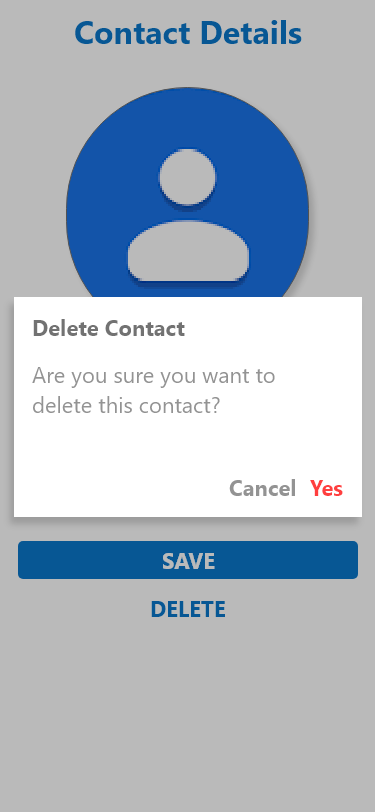 Contact Details
Delete Contact
Are you sure you want to
delete this contact?
Cancel Yes
SAVE
DELETE